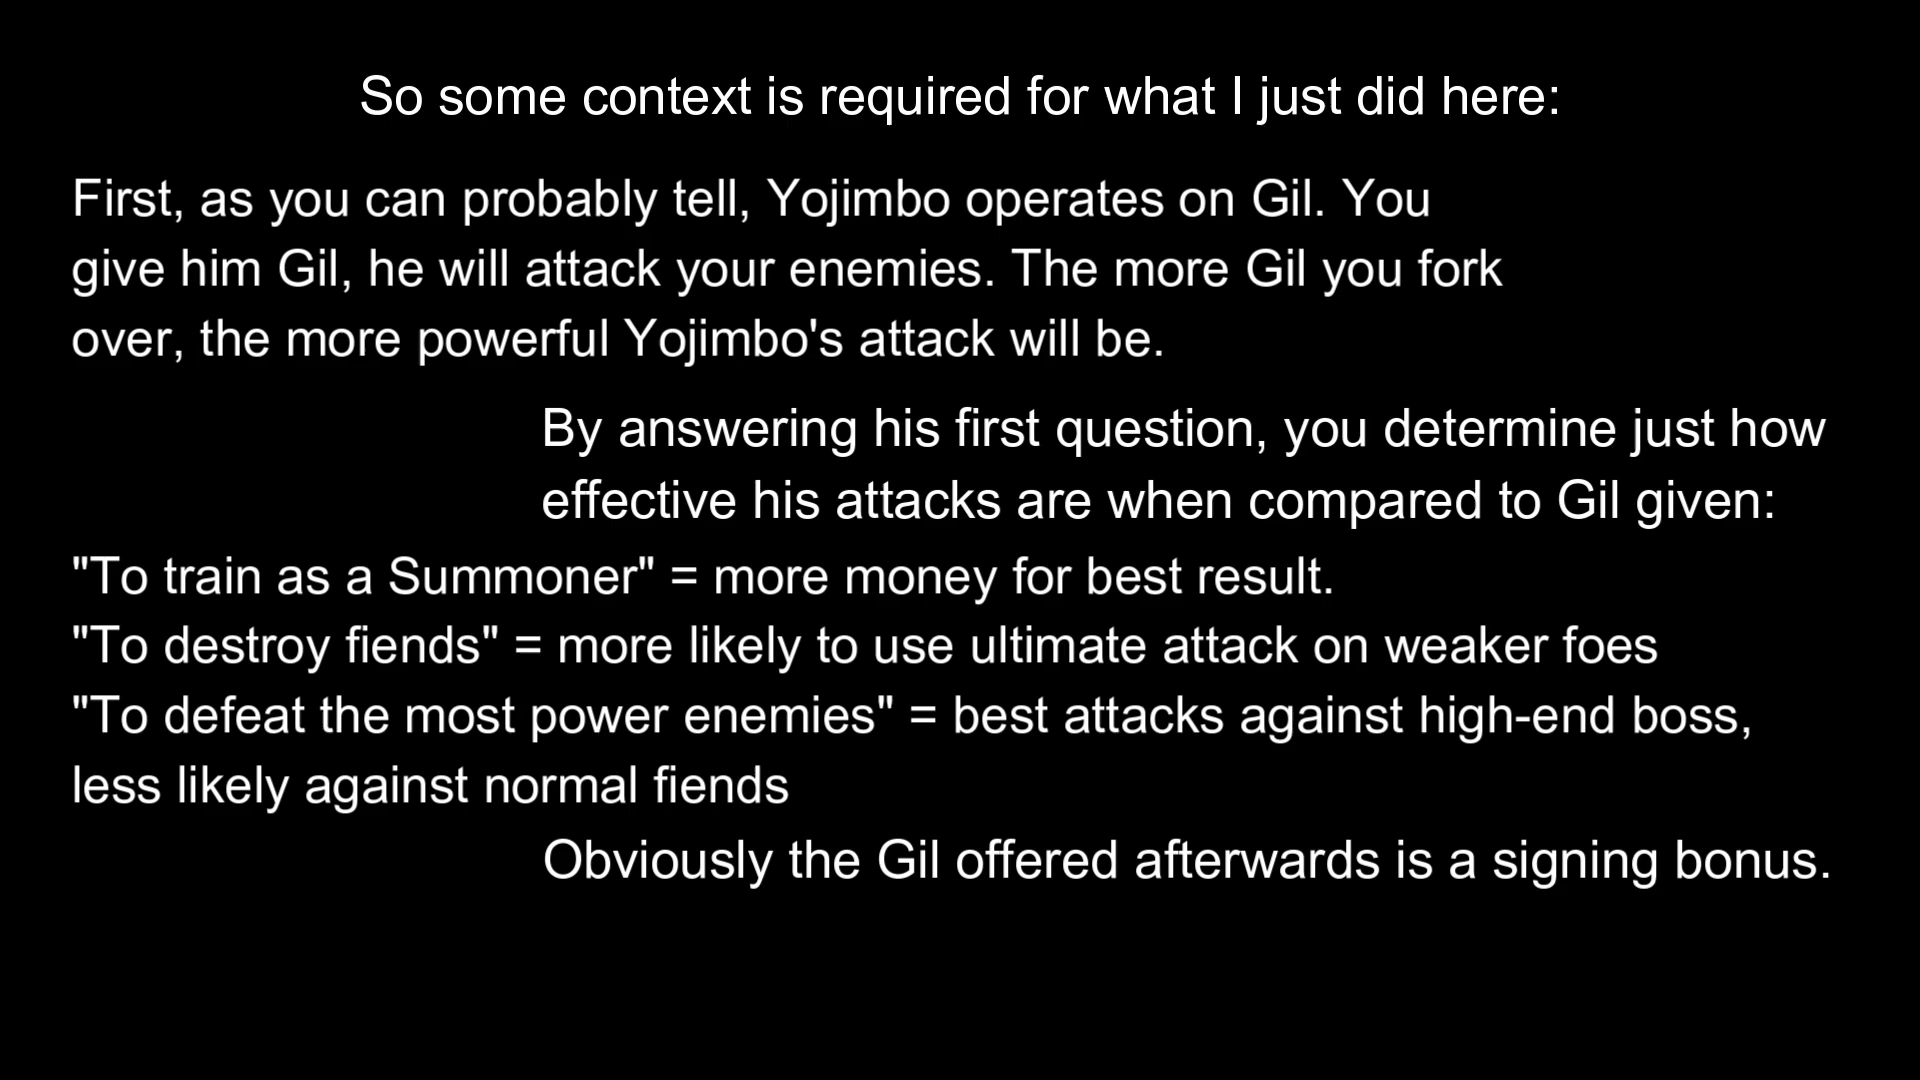 So some context is required for what I just did here:
First, as you can probably tell, Yojimbo operates on Gil. You
give him Gil, he will attack your enemies. The more Gil you fork
over, the more powerful Yojimbo's attack will be.
By answering his first question, you determine just how
effective his attacks are when compared to Gil given:
"To train as a Summoner" = more money for best result.
"To destroy fiends" = more likely to use ultimate attack on weaker foes
"To defeat the most power enemies" = best attacks against high-end boss,
less likely against normal fiends
Obviously the Gil offered afterwards is a signing bonus.